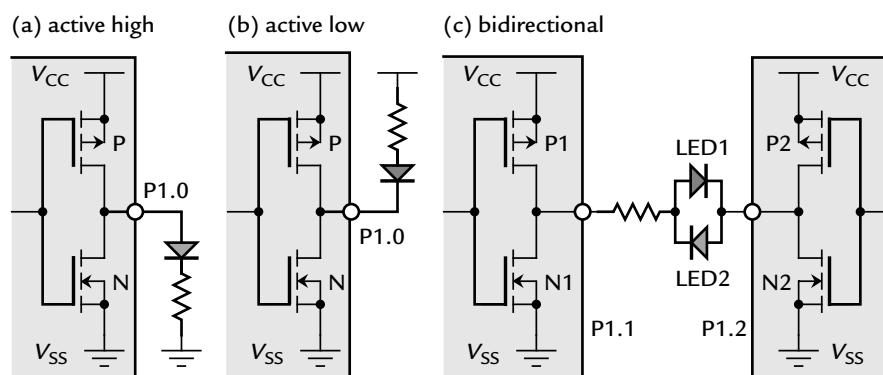 (a) active high
(b) active low
(c) bidirectional
VCC
P
P1.0
N
VSS
VCC
P
P1.0
N
VSS
VCC
P1
N1
VSS
P1.1
LED1
LED2
P1.2
VCC
P2
N2
VSS